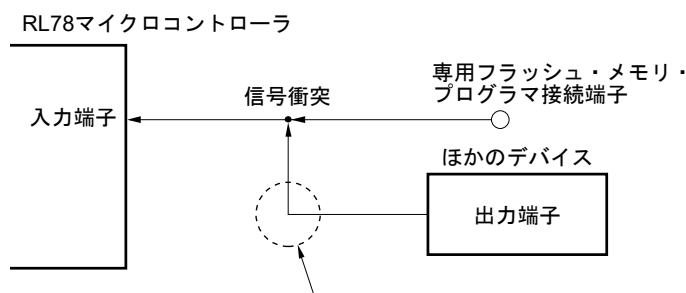 RL78マイクロコントローラ
専用フラッシュ・メモリ・
プログラマ接続端子
信号衝突
入力端子
ほかのデバイス
出力端子